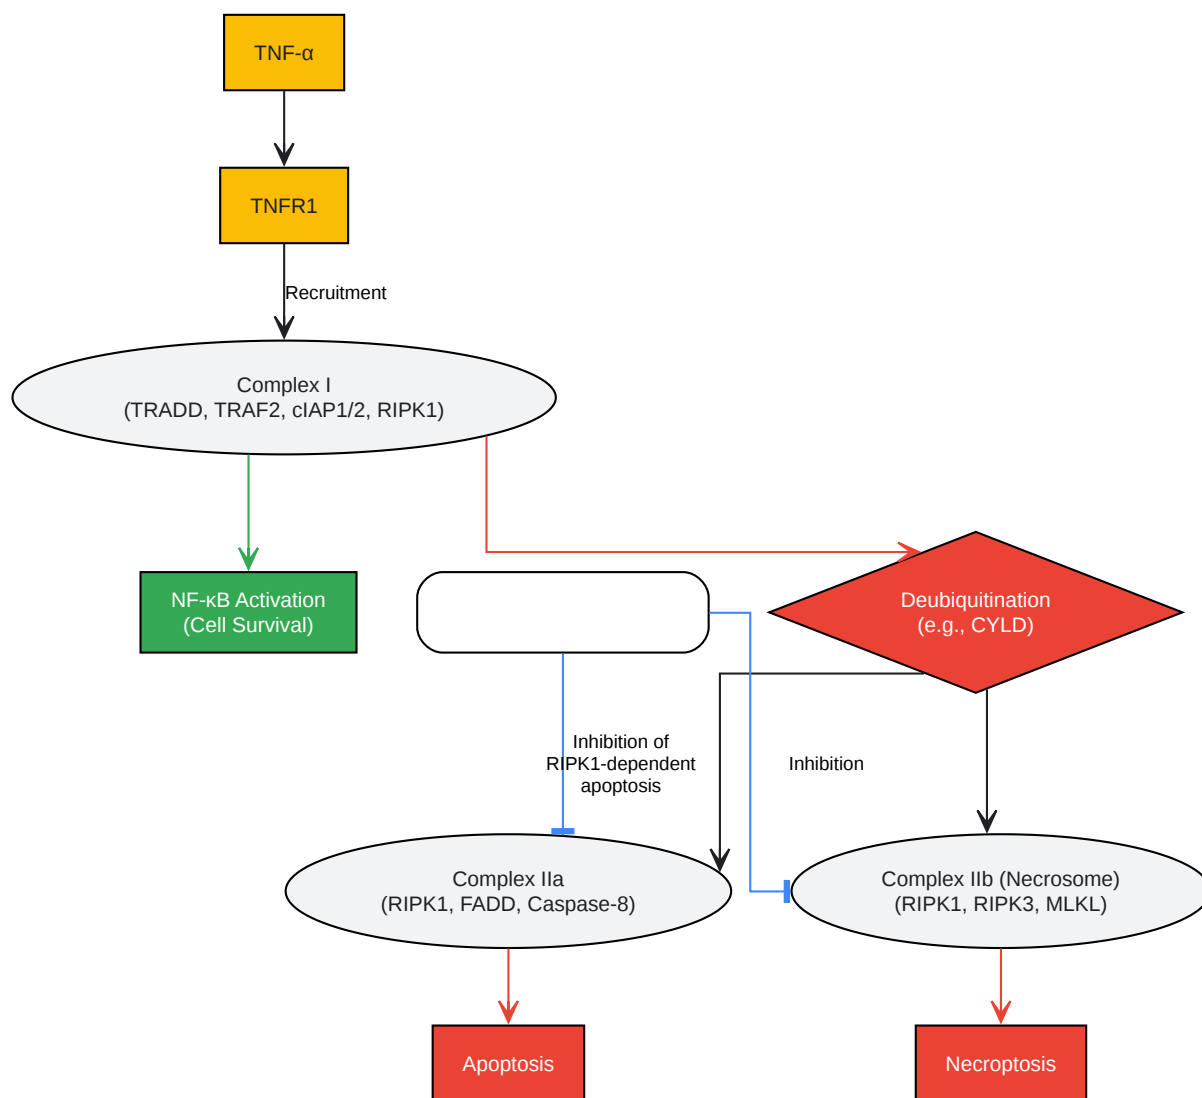 TNF-α
TNFR1
Recruitment
Complex I
(TRADD, TRAF2, cIAP1/2, RIPK1)
NF-κB Activation
(Cell Survival)
Deubiquitination
(e.g., CYLD)
Inhibition of
RIPK1-dependent
apoptosis
Inhibition
Complex IIa
(RIPK1, FADD, Caspase-8)
Complex IIb (Necrosome)
(RIPK1, RIPK3, MLKL)
Apoptosis
Necroptosis